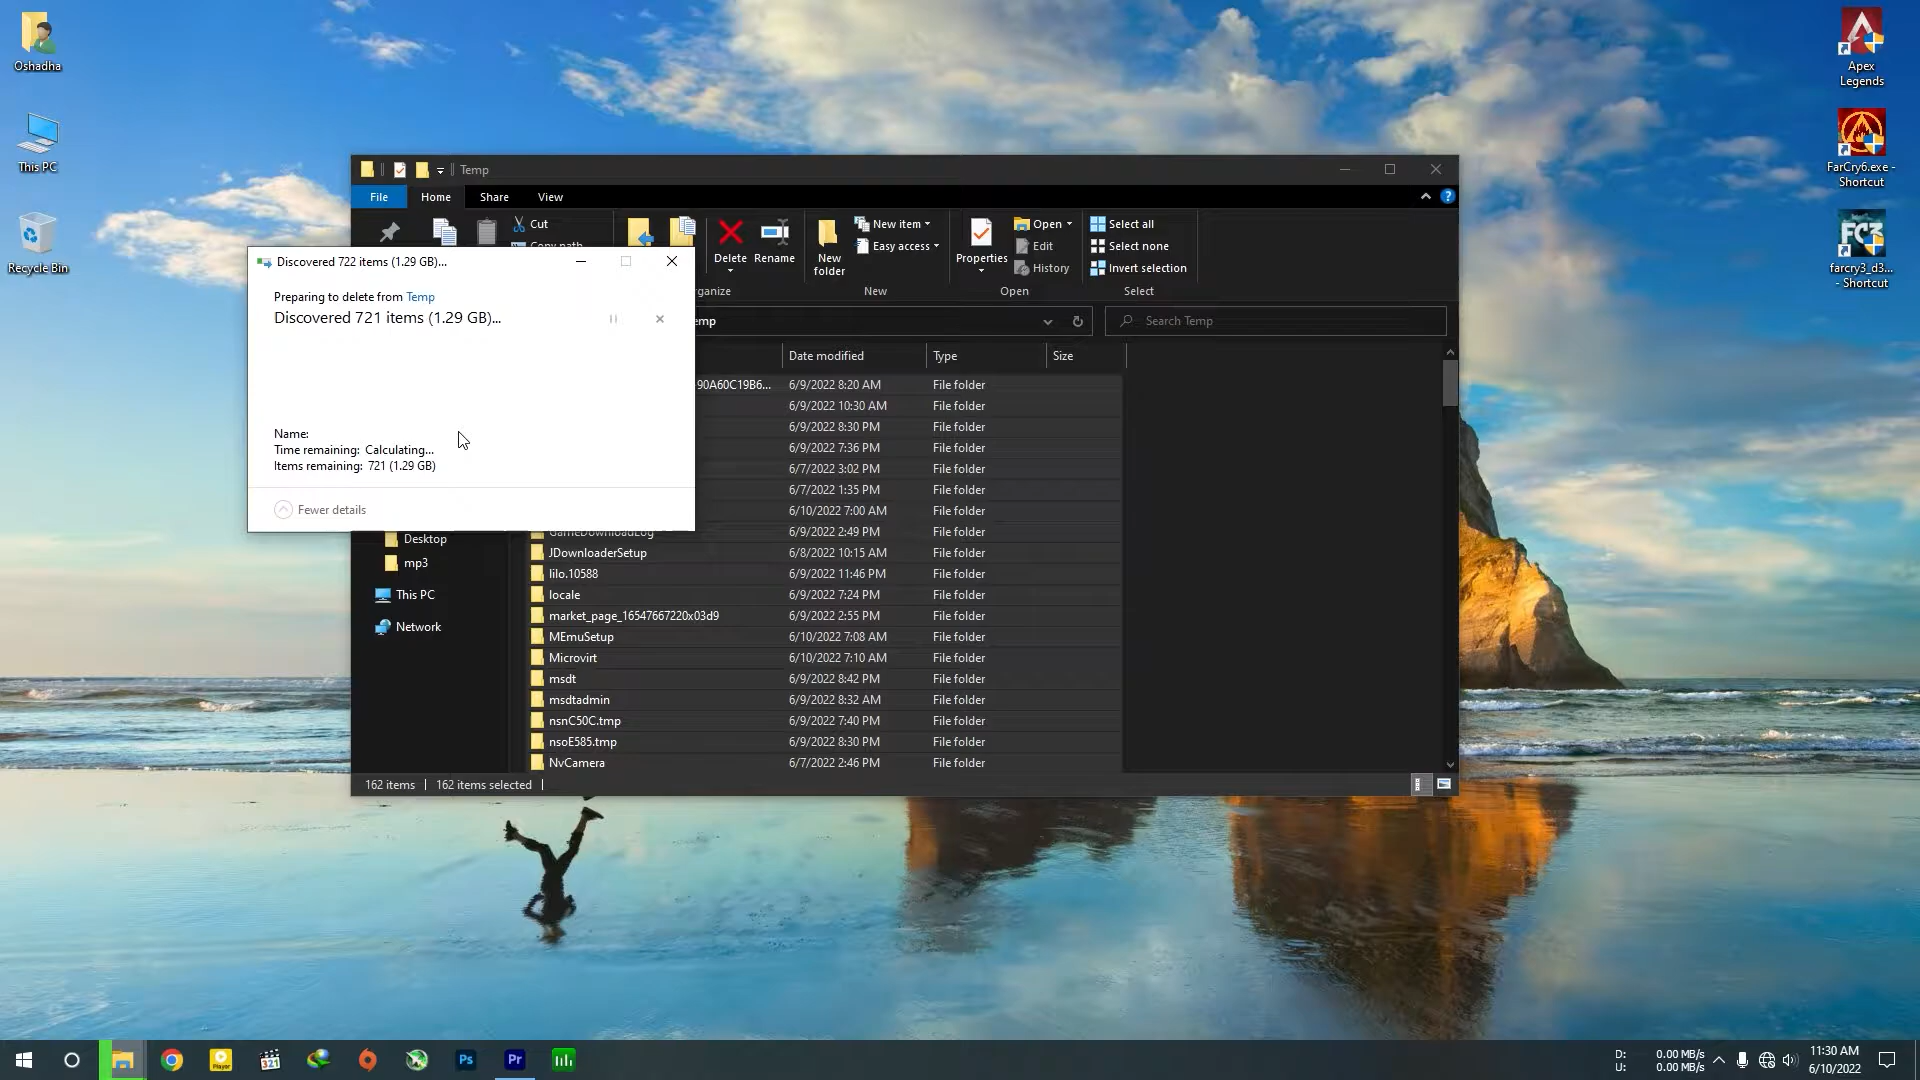 Oshadha
This PC
Recycle Bin
Apex
Legends
FarCry6.exe -
Shortcut
FC3
farcry3_d3...
- Shortcut
Temp
File
Home
Share
View
Cut
Copy path
Delete
Rename
New
folder
New item
Easy access
Properties
Open
Edit
History
Select all
Select none
Invert selection
ganize
New
Open
Select
Discovered 722 items (1.29 GB)...
Preparing to delete from Temp
Discovered 721 items (1.29 GB)...
Name:
Time remaining: Calculating...
Items remaining: 721 (1.29 GB)
Fewer details
emp
Search Temp
Date modified
Type
Size
90A60C19B6... 6/9/2022 8:20 AM File folder
6/9/2022 10:30 AM File folder
6/9/2022 8:30 PM File folder
6/9/2022 7:36 PM File folder
6/7/2022 3:02 PM File folder
6/7/2022 1:35 PM File folder
6/10/2022 7:00 AM File folder
GameDownloadLog 6/9/2022 2:49 PM File folder
JDownloaderSetup 6/8/2022 10:15 AM File folder
lilo.10588 6/9/2022 11:46 PM File folder
locale 6/9/2022 7:24 PM File folder
market_page_16547667220x03d9 6/9/2022 2:55 PM File folder
MEmuSetup 6/10/2022 7:08 AM File folder
Microvirt 6/10/2022 7:10 AM File folder
msdt 6/9/2022 8:42 PM File folder
msdtadmin 6/9/2022 8:32 AM File folder
nsnC50C.tmp 6/9/2022 7:40 PM File folder
nsoE585.tmp 6/9/2022 8:30 PM File folder
NvCamera 6/7/2022 2:46 PM File folder
Desktop
mp3
This PC
Network
162 items
162 items selected
Player
321
Ps
Pr
D: 0.00 MB/s
U: 0.00 MB/s
11:30 AM
6/10/2022